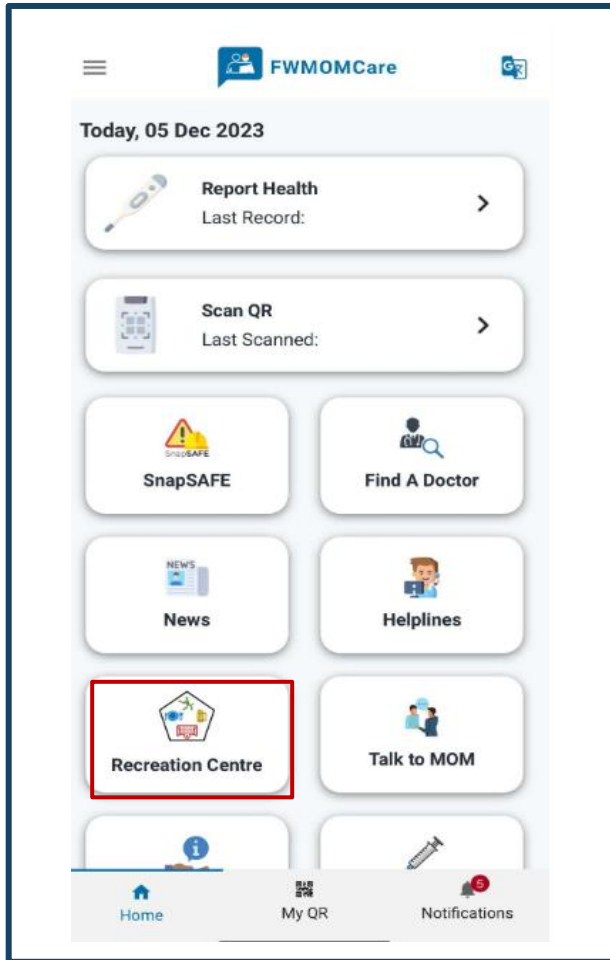 FWMOMCare
G
Today, 05 Dec 2023
Report Health
Last Record:
Scan QR
Last Scanned:
SnapSAFE
SnapSAFE
Find A Doctor
NEWS
News
Helplines
Recreation Centre
Talk to MOM
5
Home
My QR
Notifications